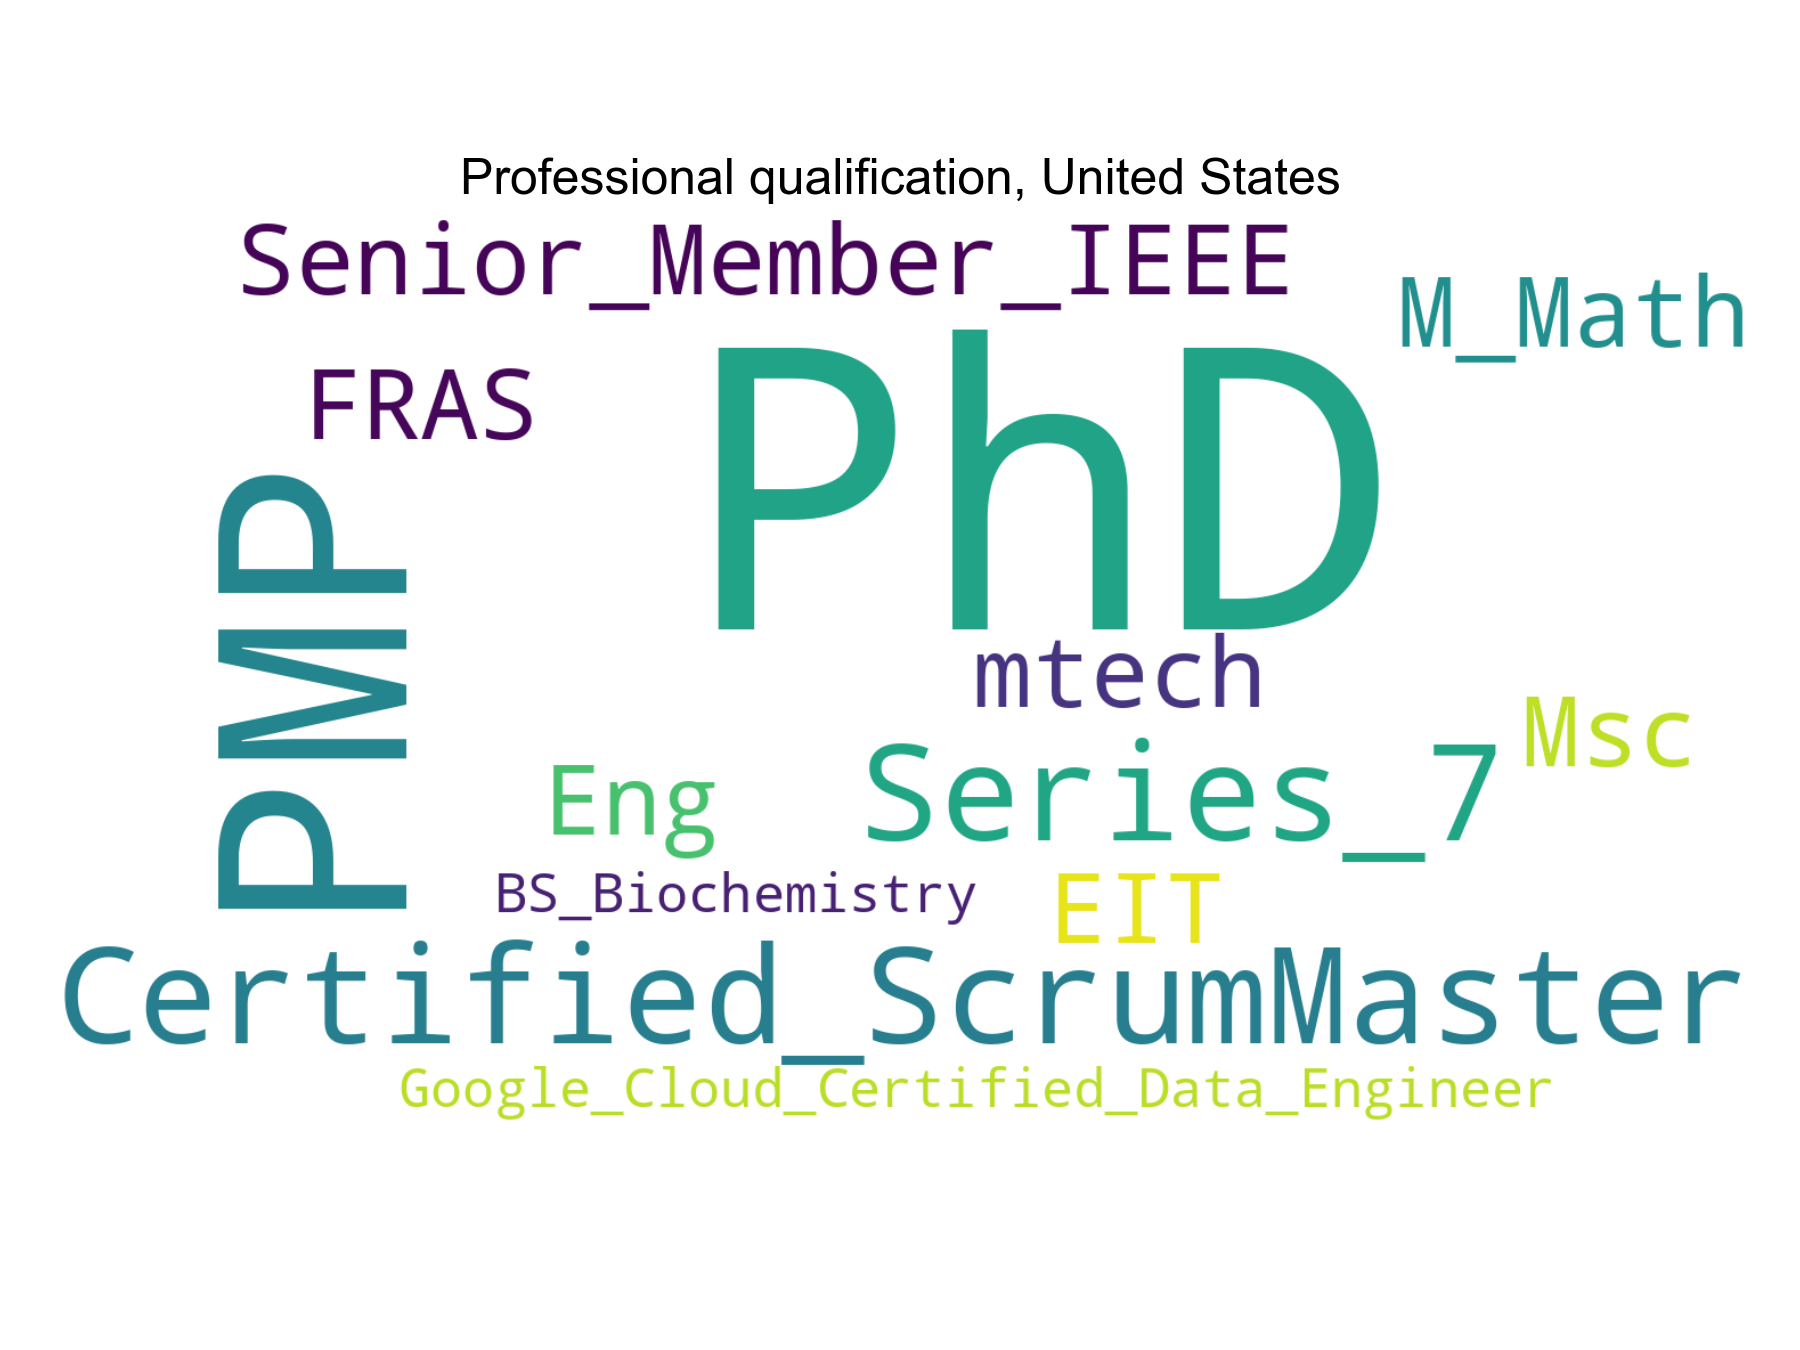 Professional qualification, United States
Senior_Member_IEEE
M_Math
FRAS
PhD
PMP
mtech
Msc
Series_7
Eng
BS_Biochemistry
EIT
Certified_ScrumMaster
Google_Cloud_Certified_Data_Engineer